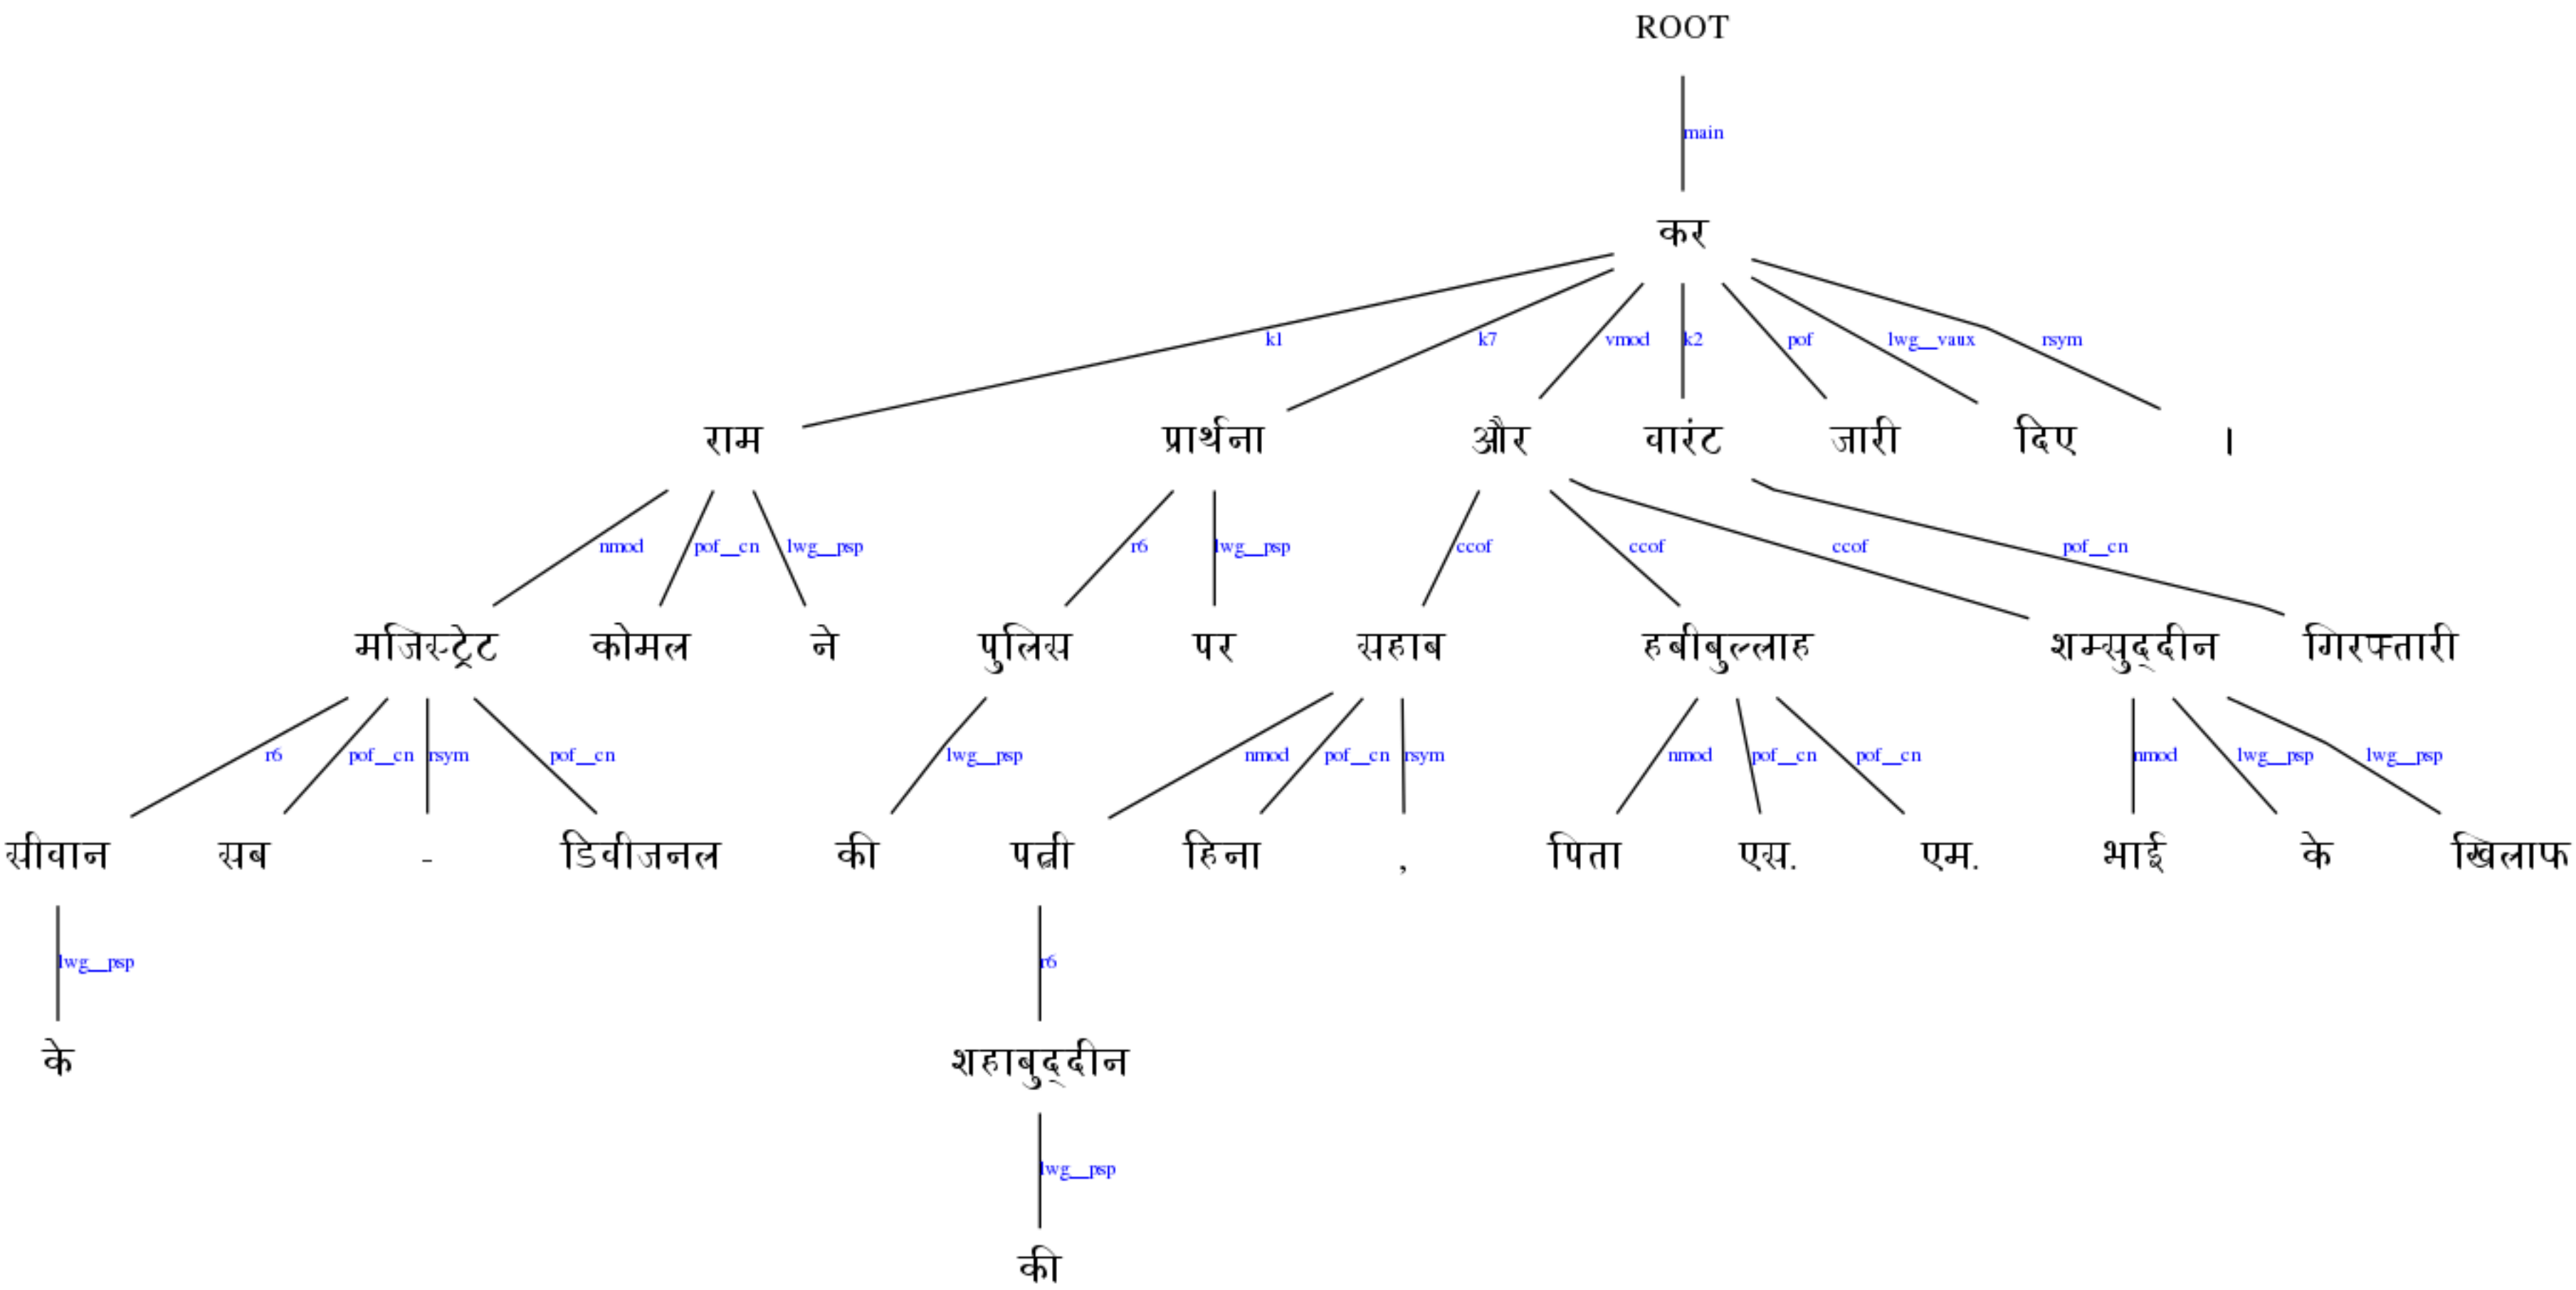 ROOT
main
कर
k1 k7 vmod k2 pof lwg__vaux rsym
राम प्रार्थना और वारंट जारी दिए ।
nmod pof__cn lwg__psp r6 lwg__psp ccof ccof ccof pof__cn
मजिस्ट्रेट कोमल ने पुलिस पर सहाब हबीबुल्लाह शम्सुद्दीन गिरफ्तारी
r6 pof__cn rsym pof__cn lwg__psp nmod pof__cn rsym nmod pof__cn pof__cn nmod lwg__psp lwg__psp
सीवान सब - डिवीजनल की पत्नी हिना , पिता एस. एम. भाई के खिलाफ
lwg__psp r6
के शहाबुद्दीन
lwg__psp
की